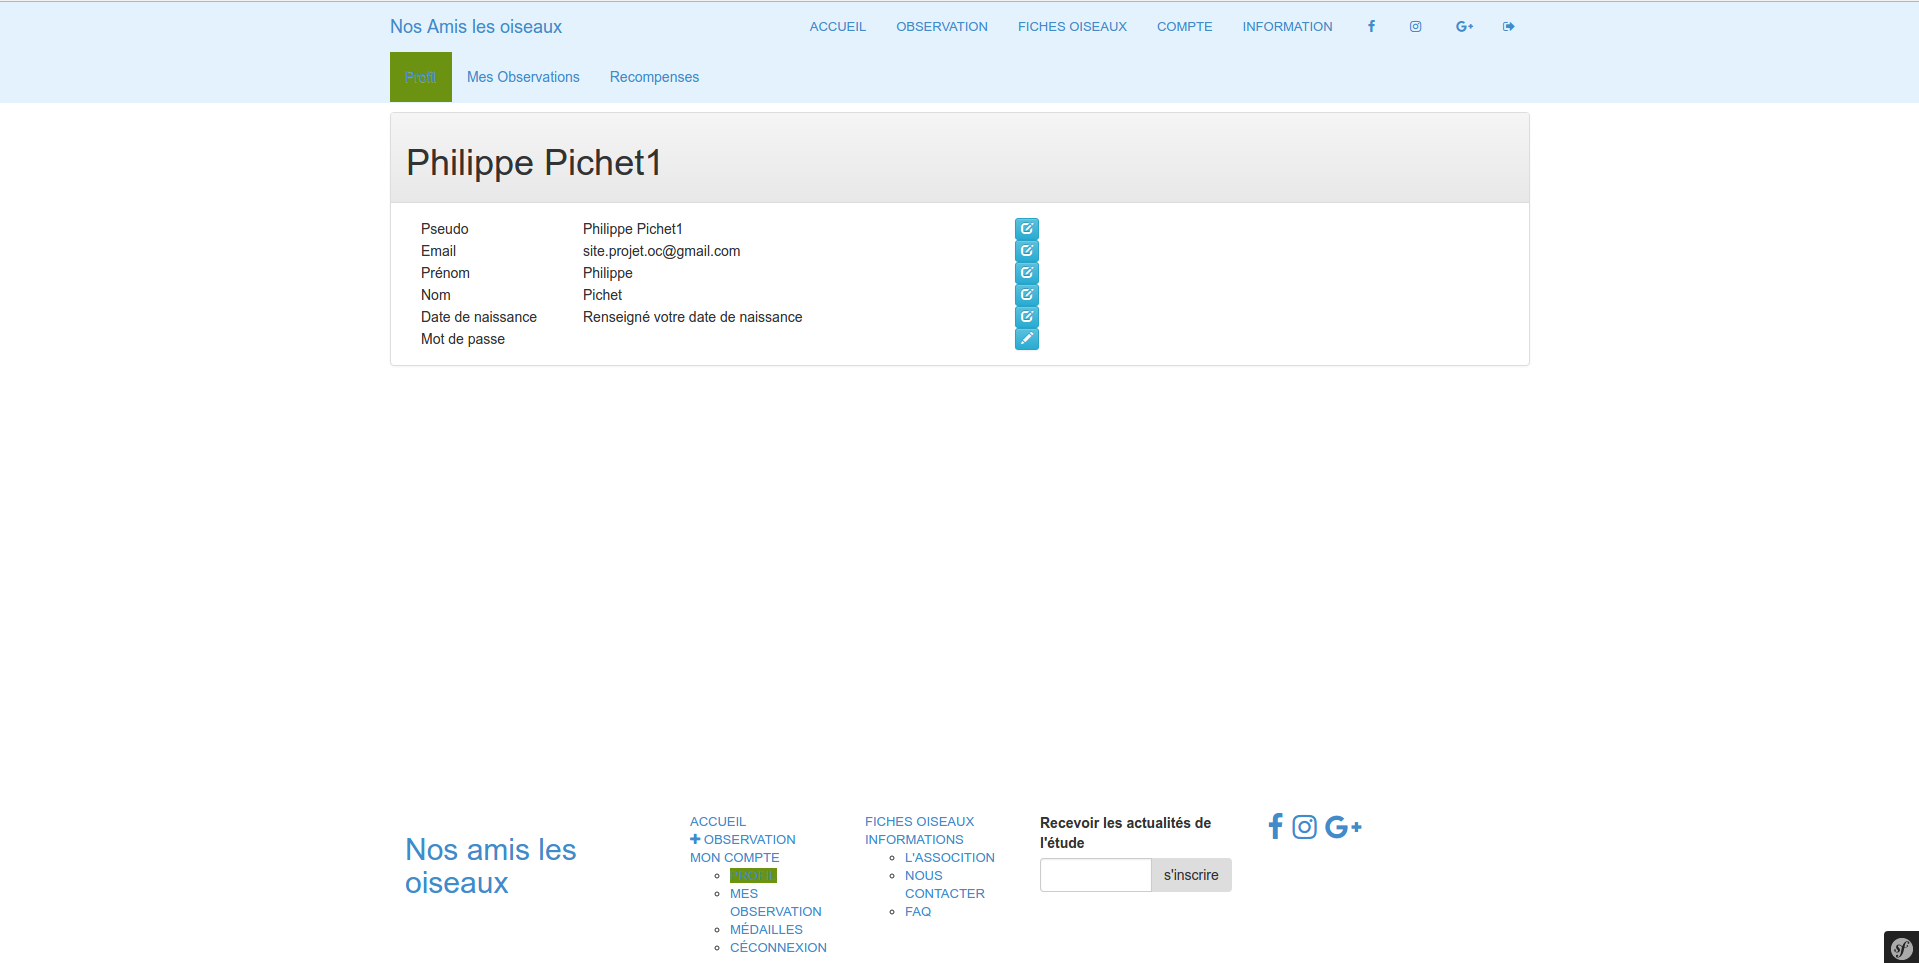 Nos Amis les oiseaux ACCUEIL OBSERVATION FICHES OISEAUX COMPTE INFORMATION G+
Profil Mes Observations Recompenses
Philippe Pichet1
Pseudo Philippe Pichet1
Email site.projet.oc@gmail.com
Prénom Philippe
Nom Pichet
Date de naissance Renseigné votre date de naissance
Mot de passe
Nos amis les
oiseaux
ACCUEIL
OBSERVATION
MON COMPTE
PROFIL
MES
OBSERVATION
MÉDAILLES
CÉCONNEXION
FICHES OISEAUX
INFORMATIONS
L'ASSOCITION
NOUS
CONTACTER
FAQ
Recevoir les actualités de
l'étude
s'inscrire
G+
sf